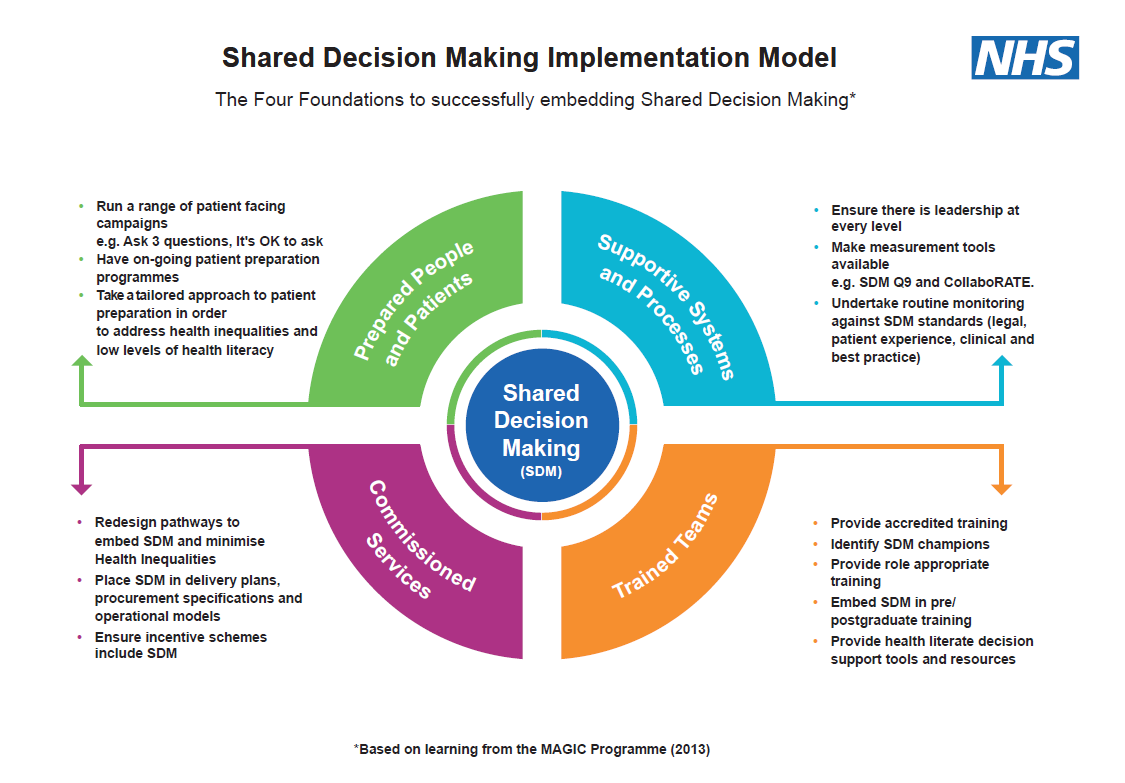 Shared Decision Making Implementation Model
NHS
The Four Foundations to successfully embedding Shared Decision Making*
• Run a range of patient facing
campaigns
e.g. Ask 3 questions, It's OK to ask
• Have on-going patient preparation
programmes
• Take a tailored approach to patient
preparation in order
to address health inequalities and
low levels of health literacy
Prepared People
and Patients
Supportive Systems
and Processes
• Ensure there is leadership at
every level
• Make measurement tools
available
e.g. SDM Q9 and CollaboRATE.
• Undertake routine monitoring
against SDM standards (legal,
patient experience, clinical and
best practice)
Shared
Decision
Making
(SDM)
• Redesign pathways to
embed SDM and minimise
Health Inequalities
• Place SDM in delivery plans,
procurement specifications and
operational models
• Ensure incentive schemes
include SDM
Commissioned
Services
Trained Teams
• Provide accredited training
• Identify SDM champions
• Provide role appropriate
training
• Embed SDM in pre/
postgraduate training
• Provide health literate decision
support tools and resources
*Based on learning from the MAGIC Programme (2013)